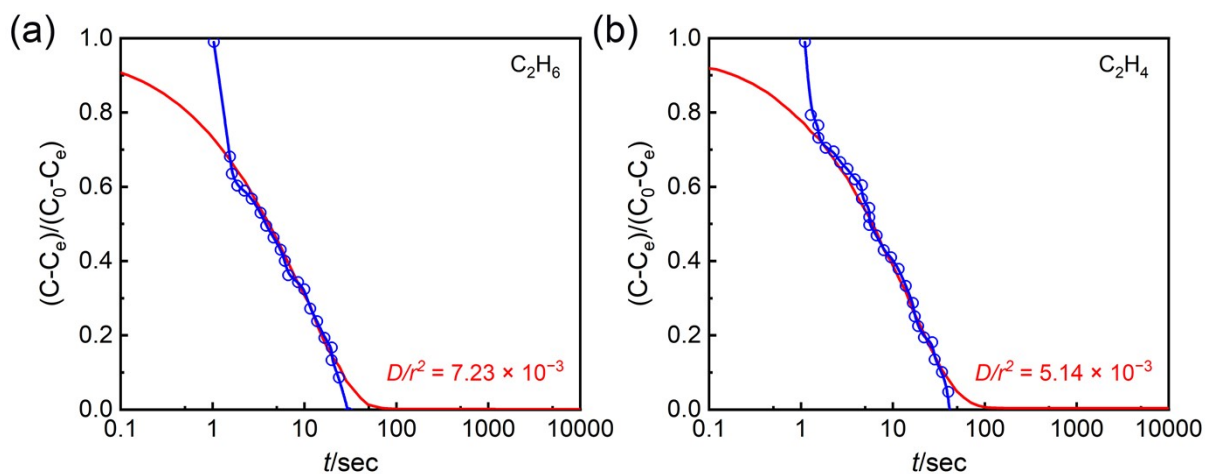 (a)
C₂H₆
1.0
0.8
0.6
0.4
0.2
0.0
(C-Cₑ)/(C₀-Cₑ)
D/r² = 7.23 × 10⁻³
0.1 1 10 100 1000 10000
t/sec
(b)
C₂H₄
1.0
0.8
0.6
0.4
0.2
0.0
(C-Cₑ)/(C₀-Cₑ)
D/r² = 5.14 × 10⁻³
0.1 1 10 100 1000 10000
t/sec